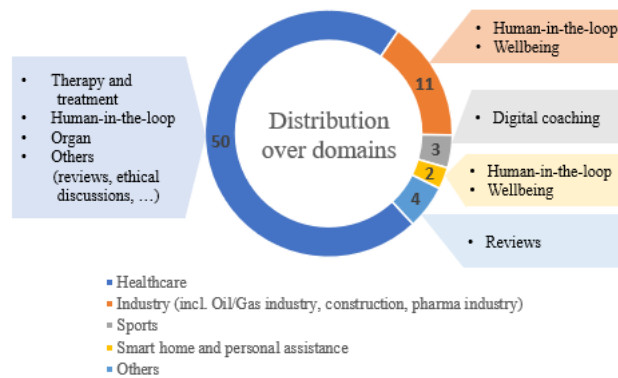 • Therapy and
treatment
• Human-in-the-loop
• Organ
• Others
(reviews, ethical
discussions, …)
Distribution
over domains
50
11
3
2
4
• Human-in-the-loop
• Wellbeing
• Digital coaching
• Human-in-the-loop
• Wellbeing
• Reviews
Healthcare
Industry (incl. Oil/Gas industry, construction, pharma industry)
Sports
Smart home and personal assistance
Others